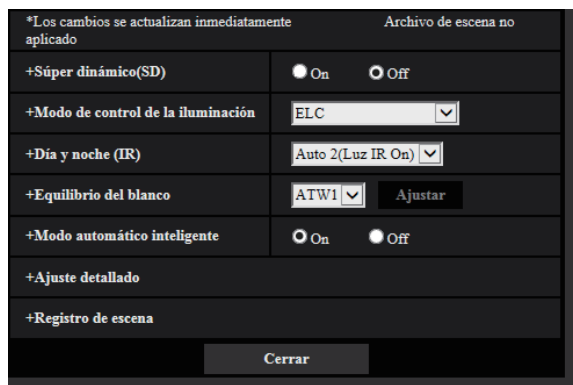 *Los cambios se actualizan inmediatamente Archivo de escena no
aplicado
+Súper dinámico(SD) On Off
+Modo de control de la iluminación ELC
+Día y noche (IR) Auto 2(Luz IR On)
+Equilibrio del blanco ATW1 Ajustar
+Modo automático inteligente On Off
+Ajuste detallado
+Registro de escena
Cerrar